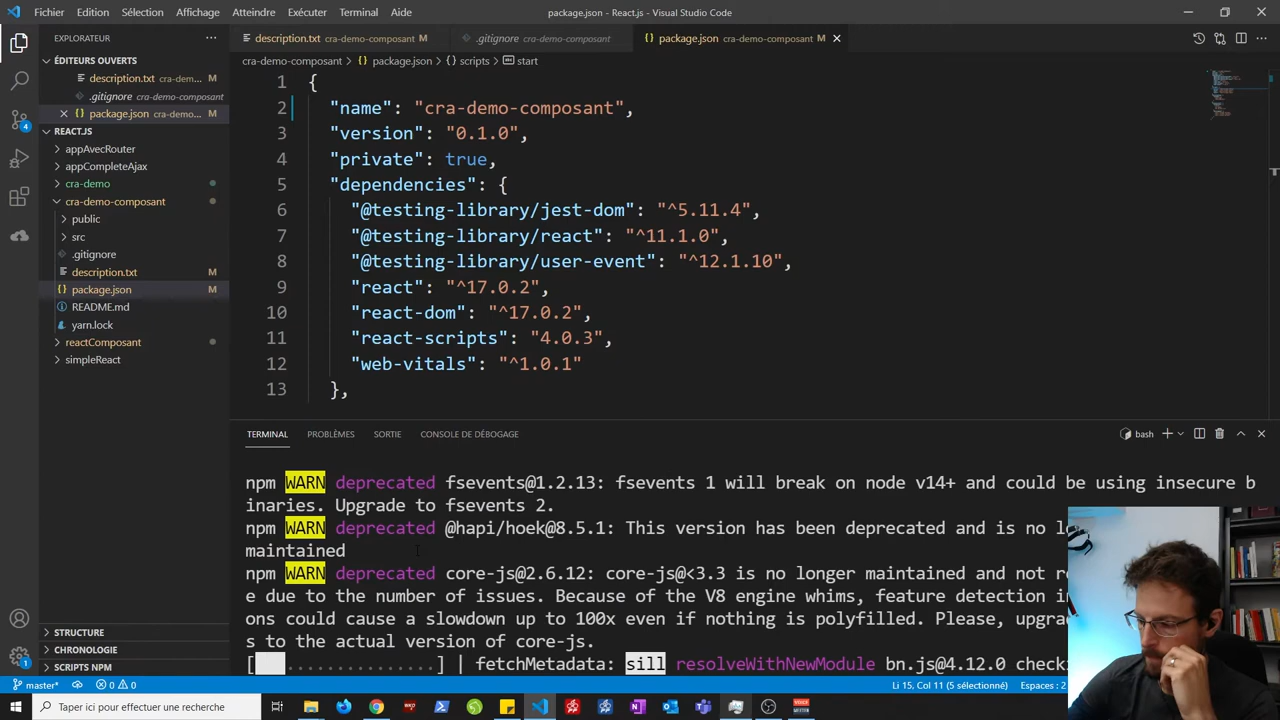 Fichier Edition Sélection Affichage Atteindre Exécuter Terminal Aide package.json - React.js - Visual Studio Code
EXPLORATEUR
description.txt cra-demo-composant M
.gitignore cra-demo-composant
package.json cra-demo-composant M
ÉDITEURS OUVERTS
cra-demo-composant > package.json > scripts > start
description.txt cra-dem... M
.gitignore cra-demo-composant
package.json cra-demo... M
REACT.JS
appAvecRouter
appCompleteAjax
cra-demo
cra-demo-composant
public
src
.gitignore
description.txt M
package.json M
README.md
yarn.lock
reactComposant
simpleReact
STRUCTURE
CHRONOLOGIE
SCRIPTS NPM
1 {
2 "name": "cra-demo-composant",
3 "version": "0.1.0",
4 "private": true,
5 "dependencies": {
6 "@testing-library/jest-dom": "^5.11.4",
7 "@testing-library/react": "^11.1.0",
8 "@testing-library/user-event": "^12.1.10",
9 "react": "^17.0.2",
10 "react-dom": "^17.0.2",
11 "react-scripts": "4.0.3",
12 "web-vitals": "^1.0.1"
13 },
TERMINAL PROBLÈMES SORTIE CONSOLE DE DÉBOGAGE bash
npm WARN deprecated fsevents@1.2.13: fsevents 1 will break on node v14+ and could be using insecure b
inaries. Upgrade to fsevents 2.
npm WARN deprecated @hapi/hoek@8.5.1: This version has been deprecated and is no lo
maintained
npm WARN deprecated core-js@2.6.12: core-js@<3.3 is no longer maintained and not re
e due to the number of issues. Because of the V8 engine whims, feature detection in
ons could cause a slowdown up to 100x even if nothing is polyfilled. Please, upgrad
s to the actual version of core-js.
[ ...............] | fetchMetadata: sill resolveWithNewModule bn.js@4.12.0 checki
master* 0 0 Li 15, Col 11 (5 sélectionné) Espaces : 2
Taper ici pour effectuer une recherche